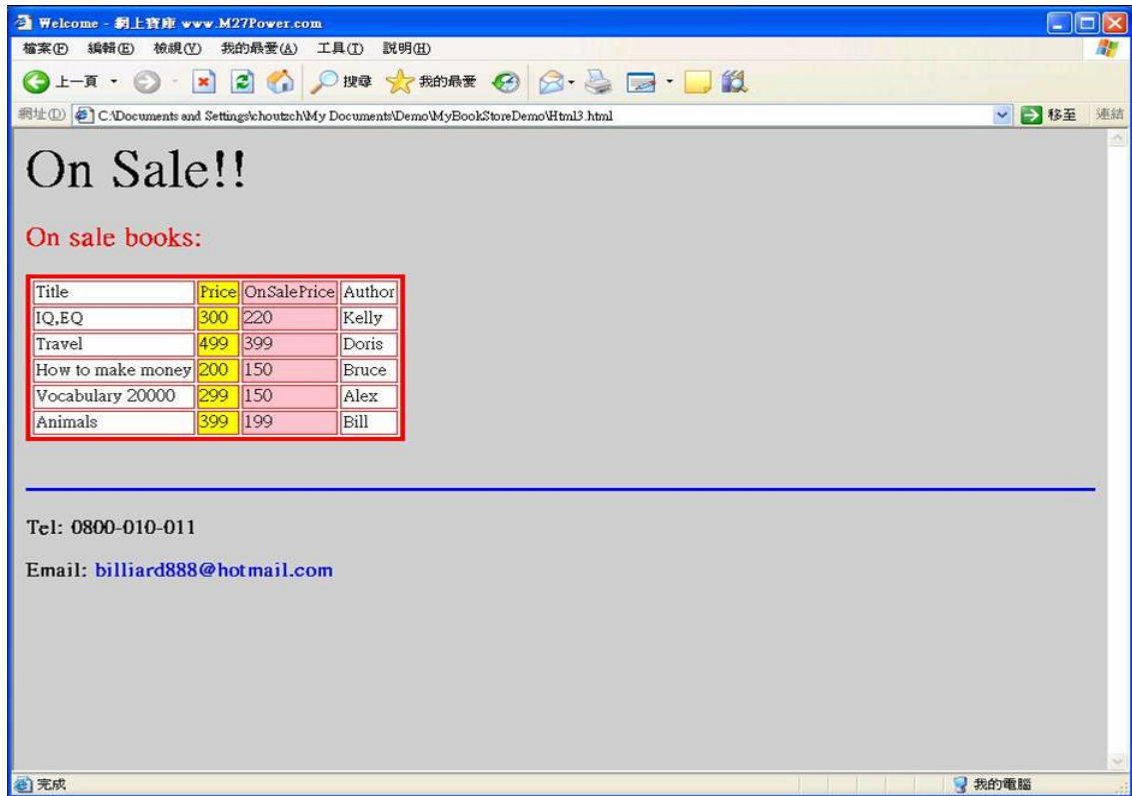 Welcome - 網上寶庫 www.M27Power.com
檔案(F) 編輯(E) 檢視(V) 我的最愛(A) 工具(I) 說明(H)
上一頁 搜尋 我的最愛
網址(D) C:\Documents and Settings\choutzch\My Documents\Demo\MyBookStoreDemo\Html3.html 移至 連結
On Sale!!
On sale books:
Title Price OnSalePrice Author
IQ,EQ 300 220 Kelly
Travel 499 399 Doris
How to make money 200 150 Bruce
Vocabulary 20000 299 150 Alex
Animals 399 199 Bill
Tel: 0800-010-011
Email: billiard888@hotmail.com
完成 我的電腦